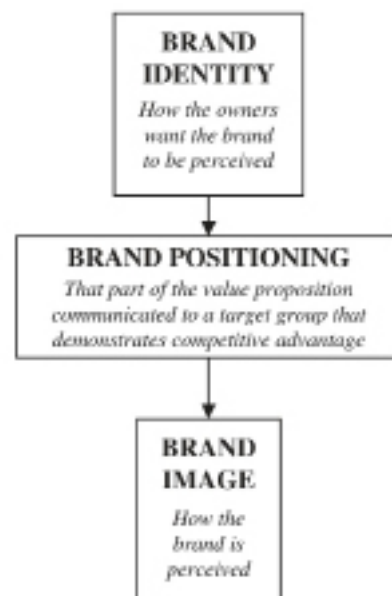 BRAND
IDENTITY
How the owners
want the brand
to be perceived
BRAND POSITIONING
That part of the value proposition
communicated to a target group that
demonstrates competitive advantage
BRAND
IMAGE
How the
brand is
perceived